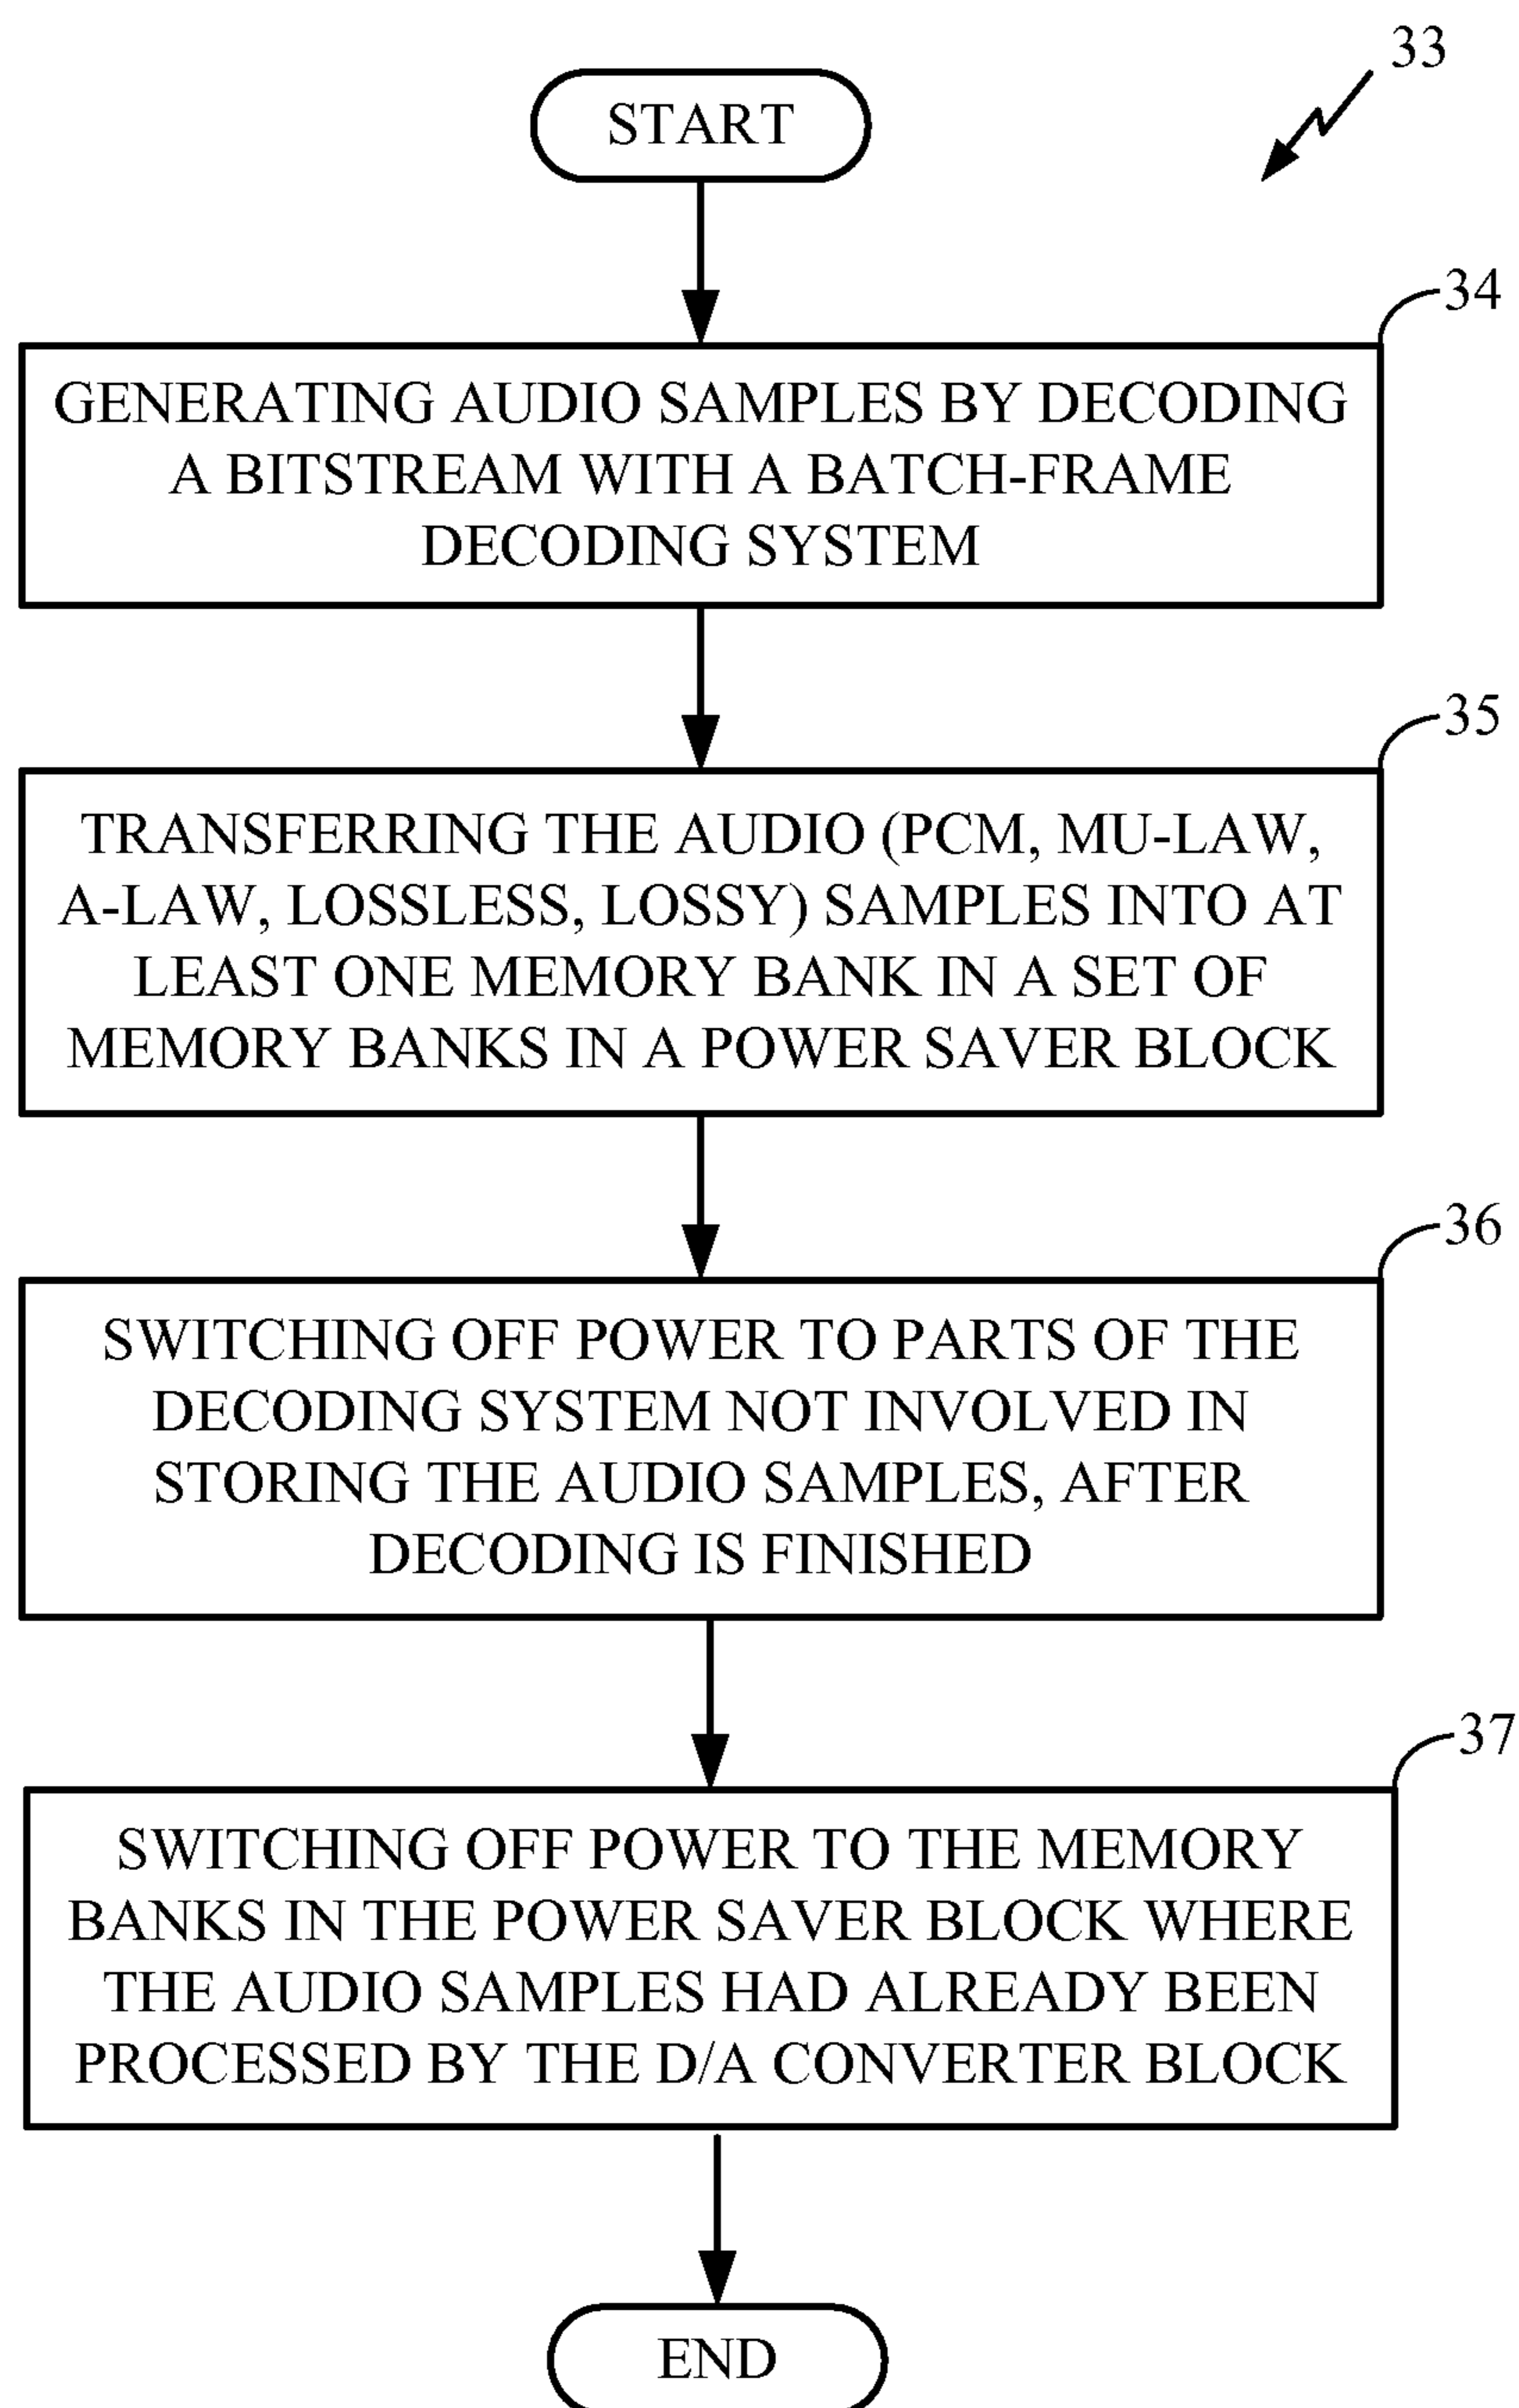 33
START
34
GENERATING AUDIO SAMPLES BY DECODING
A BITSTREAM WITH A BATCH-FRAME
DECODING SYSTEM
35
TRANSFERRING THE AUDIO (PCM, MU-LAW,
A-LAW, LOSSLESS, LOSSY) SAMPLES INTO AT
LEAST ONE MEMORY BANK IN A SET OF
MEMORY BANKS IN A POWER SAVER BLOCK
36
SWITCHING OFF POWER TO PARTS OF THE
DECODING SYSTEM NOT INVOLVED IN
STORING THE AUDIO SAMPLES, AFTER
DECODING IS FINISHED
37
SWITCHING OFF POWER TO THE MEMORY
BANKS IN THE POWER SAVER BLOCK WHERE
THE AUDIO SAMPLES HAD ALREADY BEEN
PROCESSED BY THE D/A CONVERTER BLOCK
END